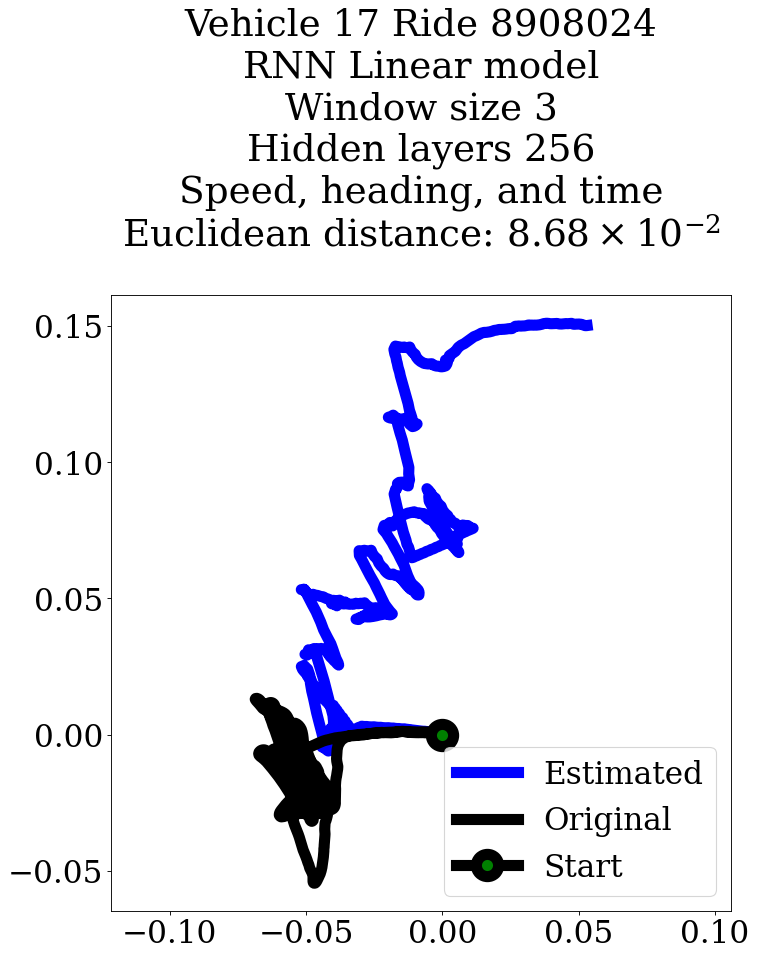 Vehicle 17 Ride 8908024
RNN Linear model
Window size 3
Hidden layers 256
Speed, heading, and time
Euclidean distance: 8.68 × 10⁻²
0.15
0.10
0.05
0.00
−0.05
Estimated
Original
Start
−0.10 −0.05 0.00 0.05 0.10